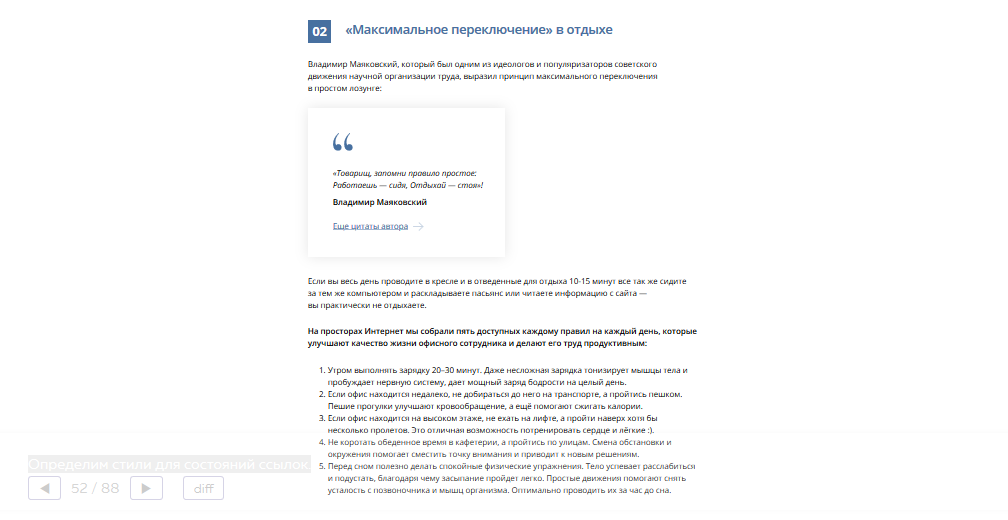 02 «Максимальное переключение» в отдыхе
Владимир Маяковский, который был одним из идеологов и популяризаторов советского
движения научной организации труда, выразил принцип максимального переключения
в простом лозунге:
“
«Товарищ, запомни правило простое:
Работаешь — сидя, Отдыхай — стоя»!
Владимир Маяковский
Еще цитаты автора →
Если вы весь день проводите в кресле и в отведенные для отдыха 10-15 минут все так же сидите
за тем же компьютером и раскладываете пасьянс или читаете информацию с сайта —
вы практически не отдыхаете.
На просторах Интернет мы собрали пять доступных каждому правил на каждый день, которые
улучшают качество жизни офисного сотрудника и делают его труд продуктивным:
1. Утром выполнять зарядку 20–30 минут. Даже несложная зарядка тонизирует мышцы тела и
пробуждает нервную систему, дает мощный заряд бодрости на целый день.
2. Если офис находится недалеко, не добираться до него на транспорте, а пройтись пешком.
Пешие прогулки улучшают кровообращение, а ещё помогают сжигать калории.
3. Если офис находится на высоком этаже, не ехать на лифте, а пройти наверх хотя бы
несколько пролетов. Это отличная возможность потренировать сердце и лёгкие :).
4. Не коротать обеденное время в кафетерии, а пройтись по улицам. Смена обстановки и
окружения помогает сместить точку внимания и приводит к новым решениям.
5. Перед сном полезно делать спокойные физические упражнения. Тело успевает расслабиться
и подустать, благодаря чему засыпание пройдет легко. Простые движения помогают снять
усталость с позвоночника и мышц организма. Оптимально проводить их за час до сна.
Определим стили для состояний ссылок.
52 / 88 diff